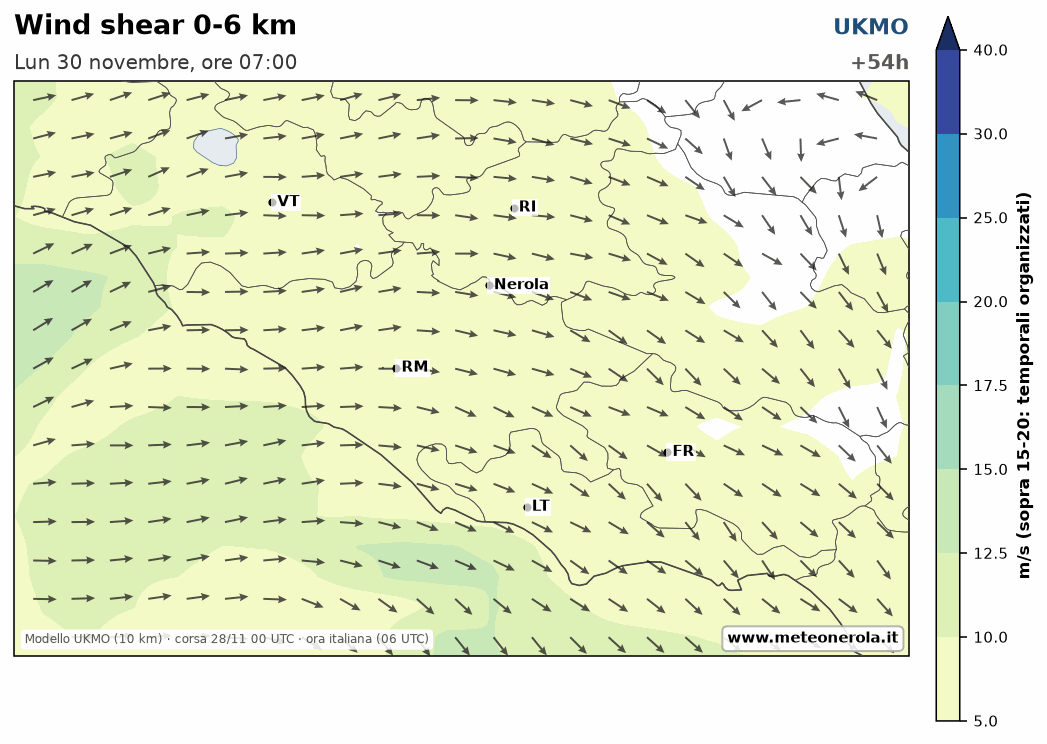 Wind shear 0-6 km
UKMO
Lun 30 novembre, ore 07:00
+54h
VT
RI
Nerola
RM
FR
LT
Modello UKMO (10 km) · corsa 28/11 00 UTC · ora italiana (06 UTC)
www.meteonerola.it
40.0
30.0
25.0
20.0
17.5
15.0
12.5
10.0
5.0
m/s (sopra 15-20: temporali organizzati)